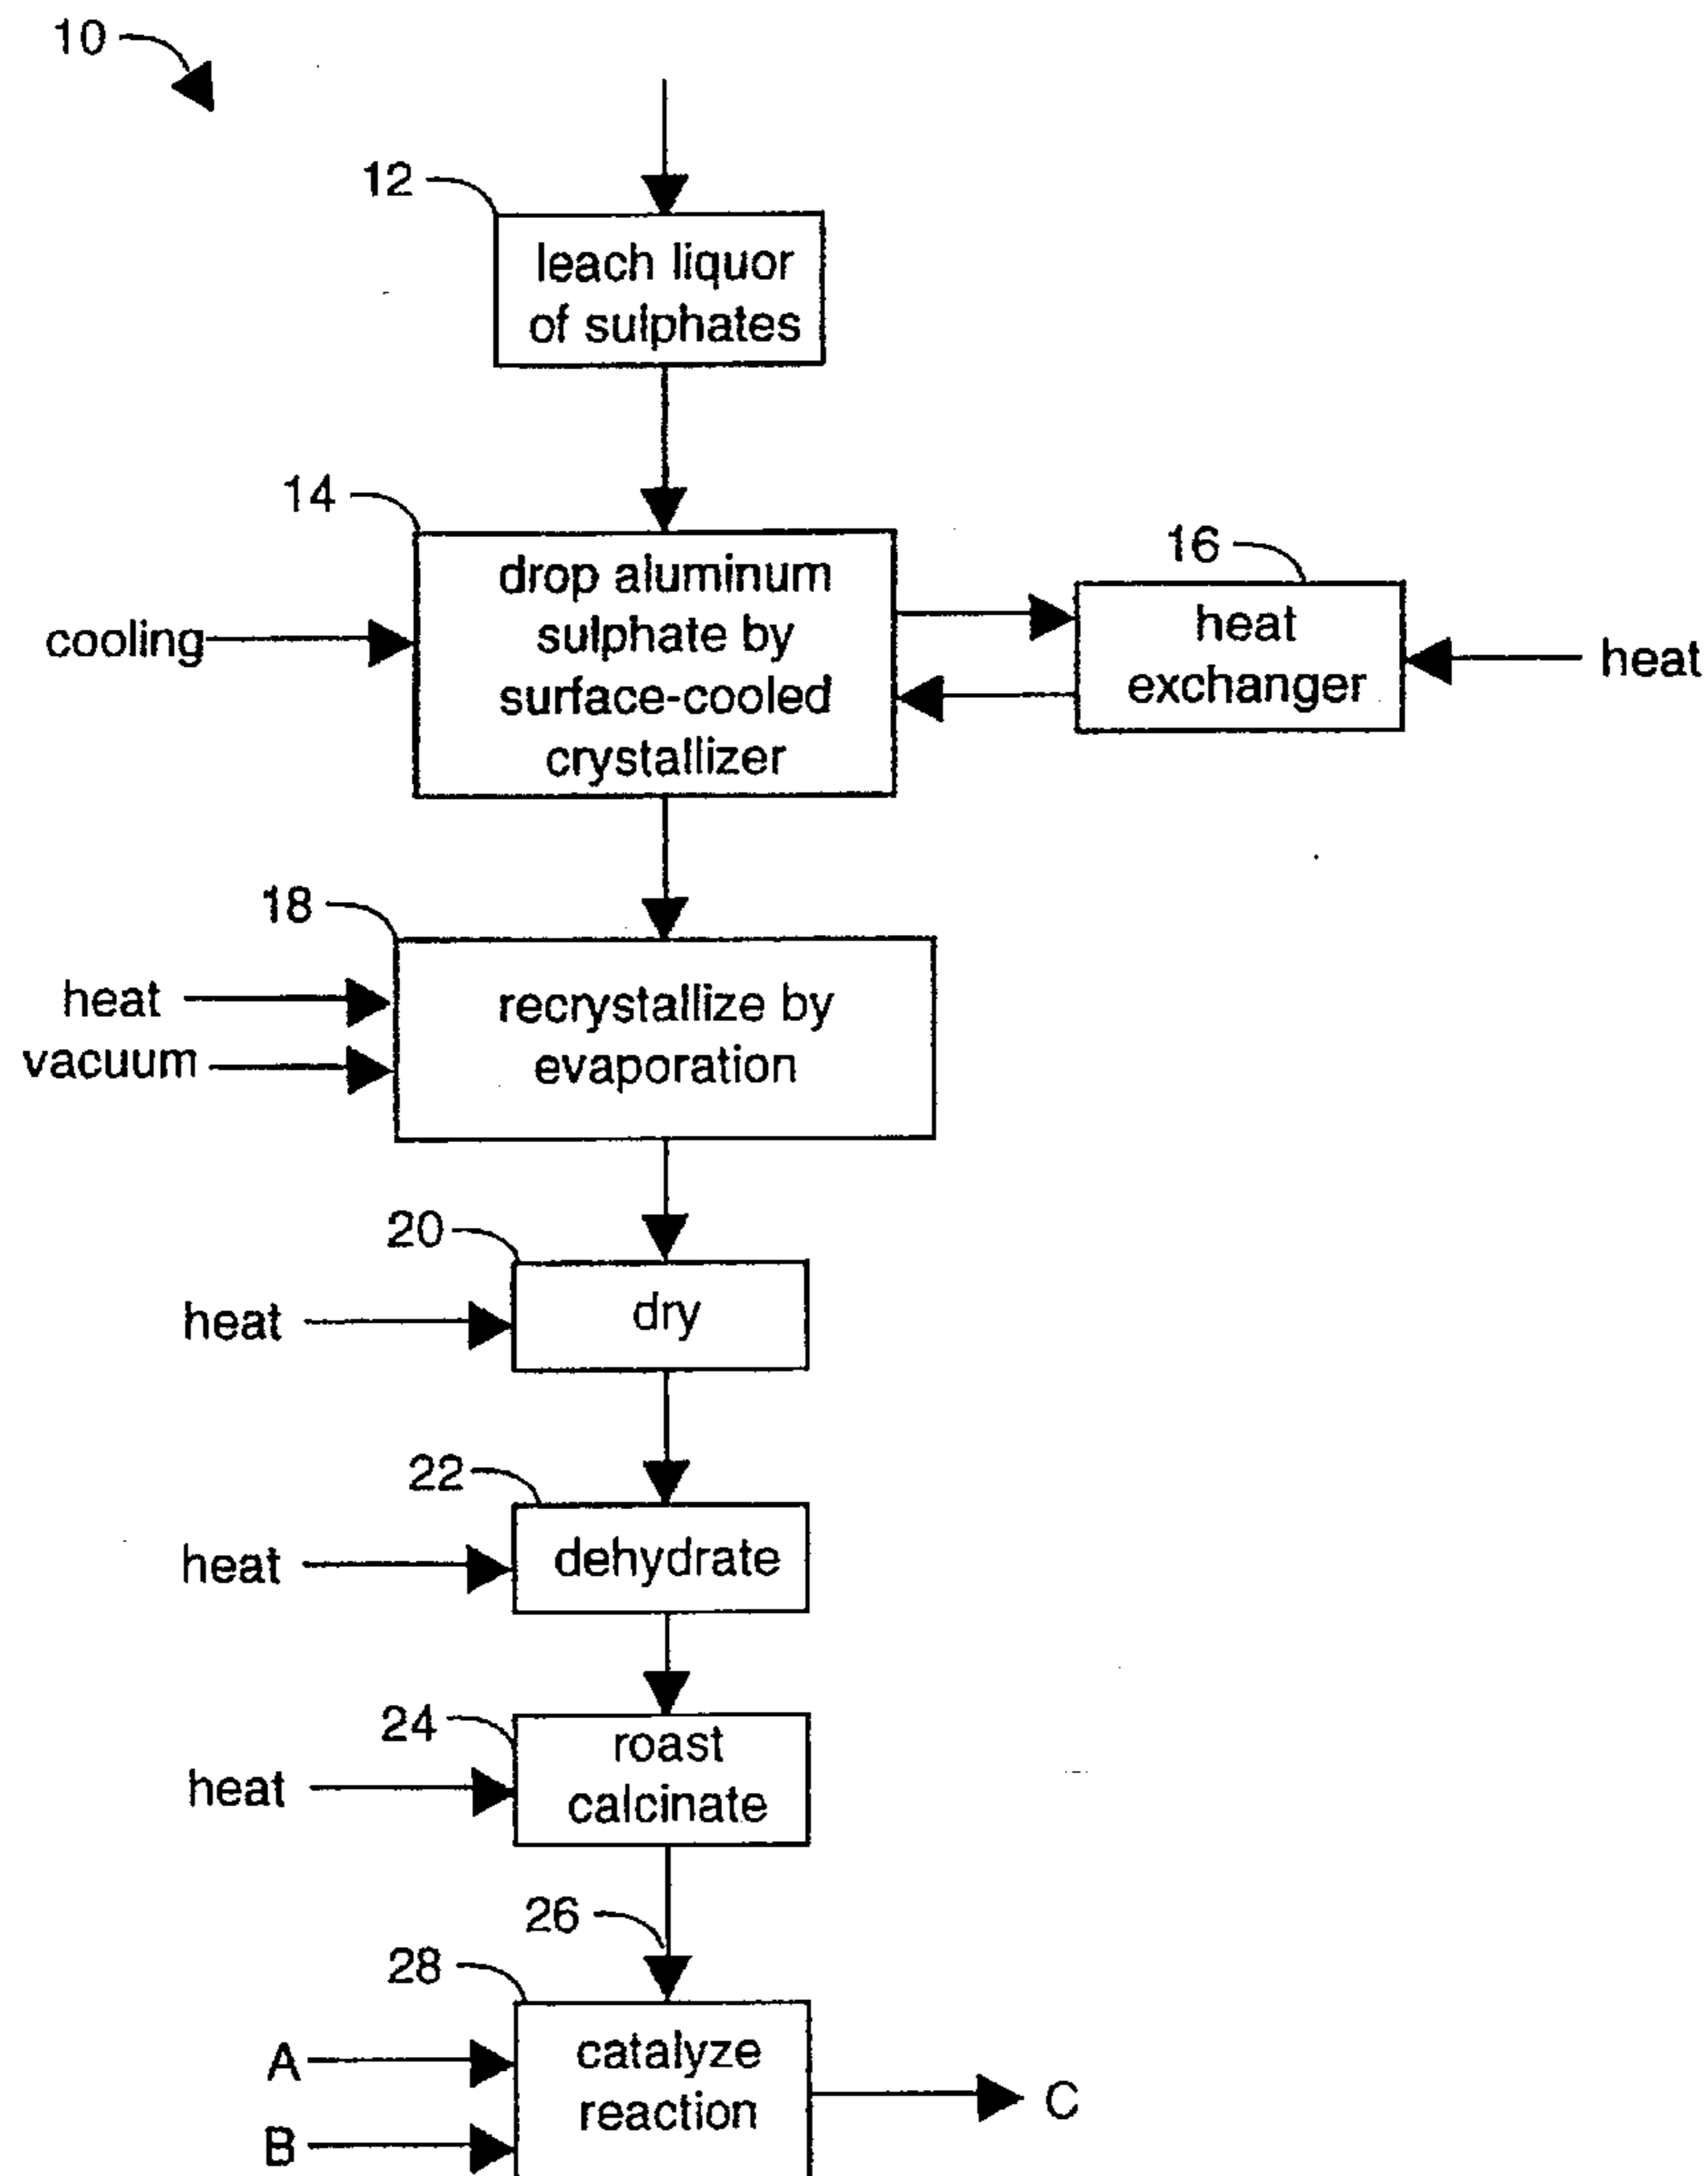 10
12
leach liquor
of sulphates
14
drop aluminum
sulphate by
surface-cooled
crystallizer
cooling
16
heat
exchanger
heat
18
heat
vacuum
recrystallize by
evaporation
20
heat
dry
22
heat
dehydrate
24
heat
roast
calcinate
26
28
A
B
catalyze
reaction
C